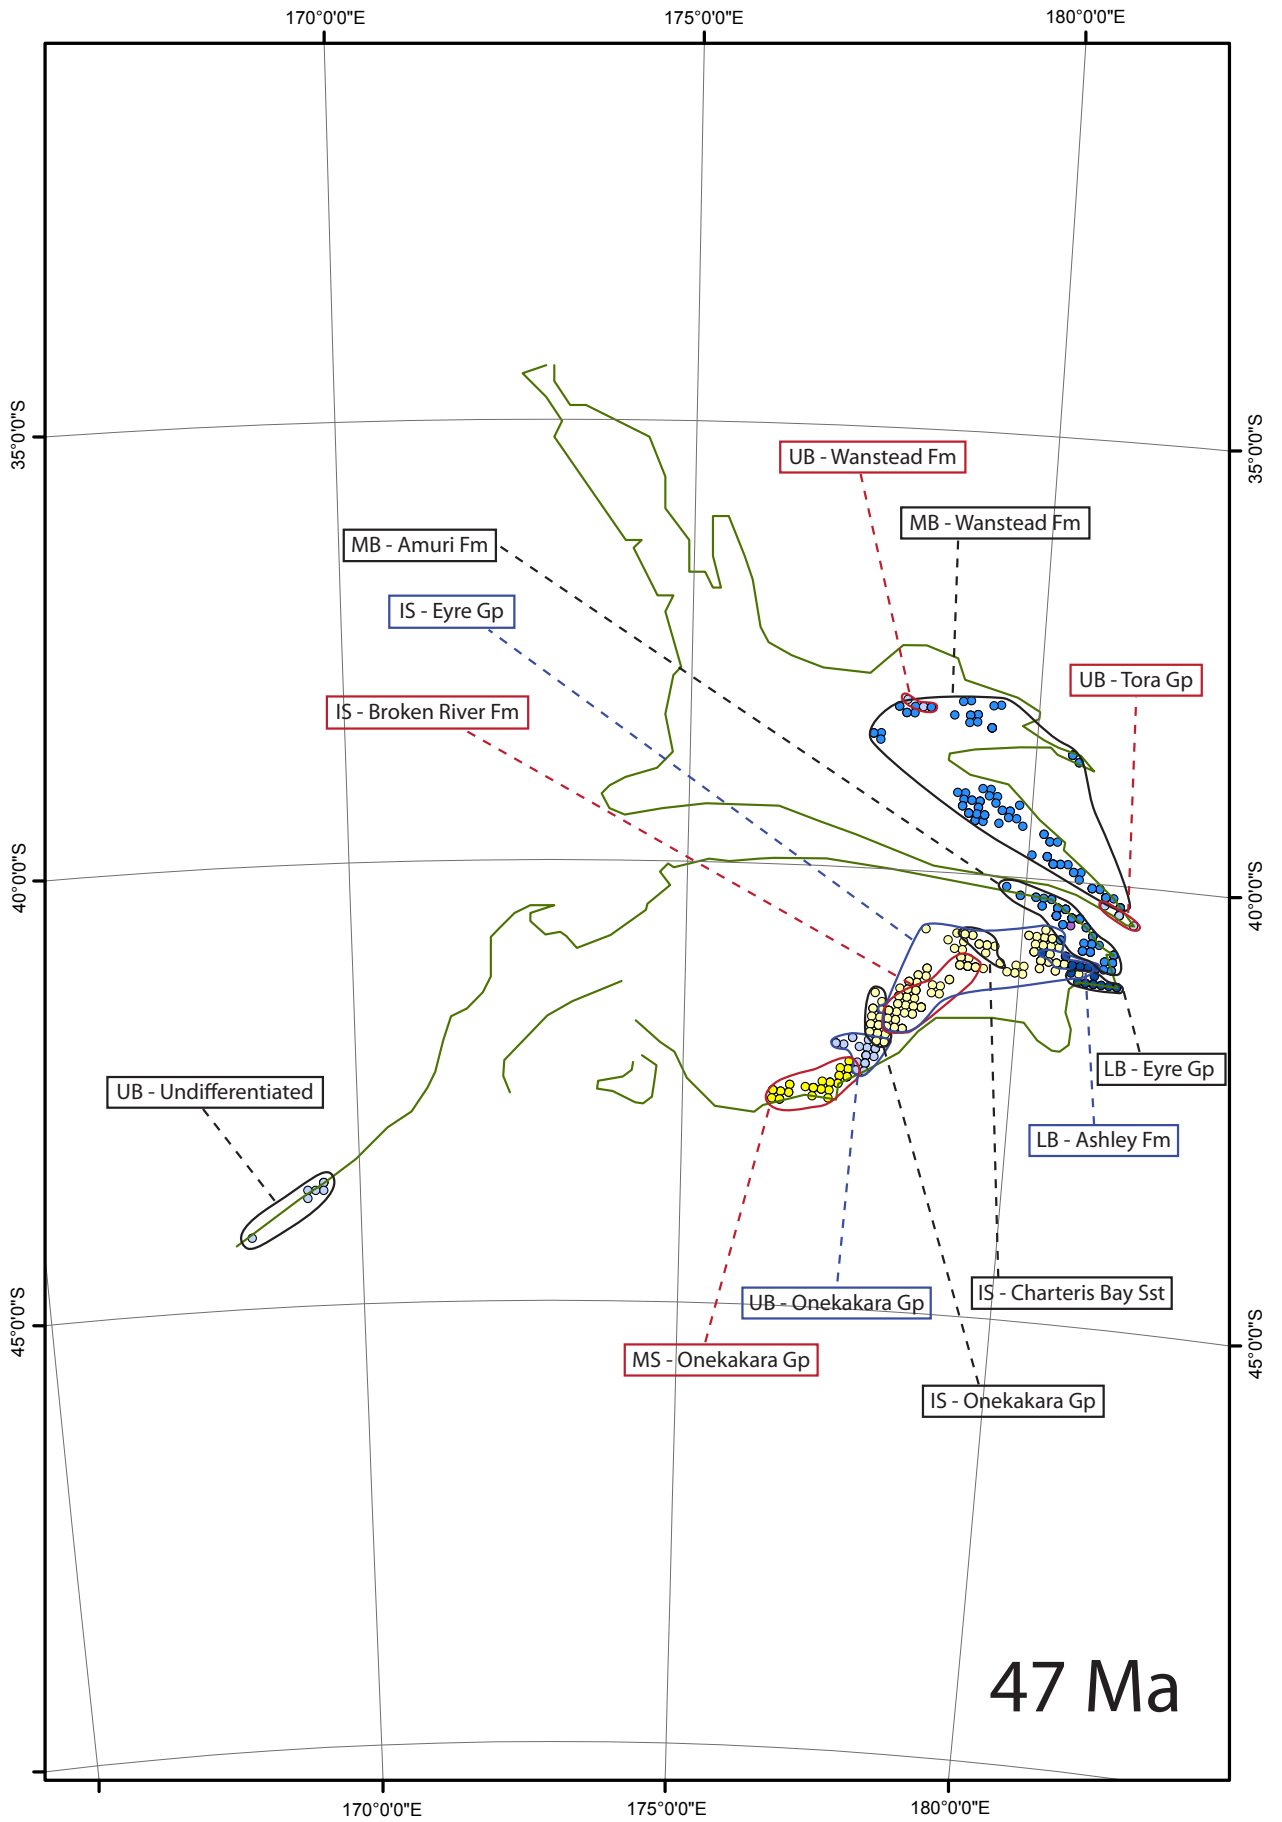 170°0'0"E
175°0'0"E
180°0'0"E
35°0'0"S
35°0'0"S
UB - Wanstead Fm
MB - Wanstead Fm
MB - Amuri Fm
IS - Eyre Gp
UB - Tora Gp
IS - Broken River Fm
40°0'0"S
40°0'0"S
LB - Eyre Gp
UB - Undifferentiated
LB - Ashley Fm
IS - Charteris Bay Sst
UB - Onekakara Gp
45°0'0"S
45°0'0"S
MS - Onekakara Gp
IS - Onekakara Gp
47 Ma
170°0'0"E
175°0'0"E
180°0'0"E